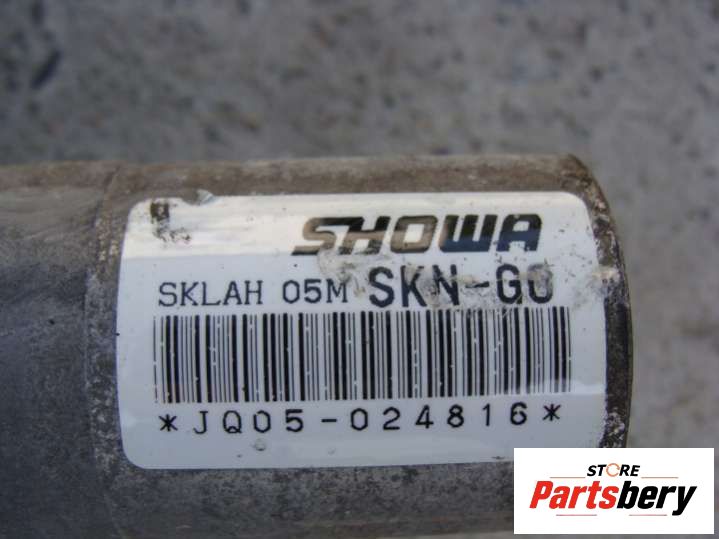 SHOWA
SKLAH 05M SKN-G0
*JQ05-024816*
STORE
Partsbery